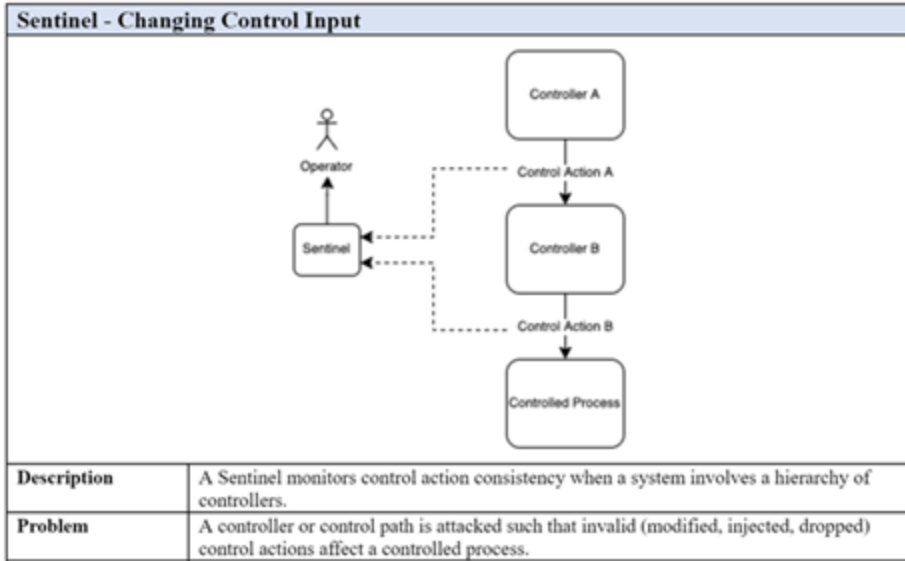 Sentinel - Changing Control Input
Controller A
Operator
Control Action A
Sentinel
Controller B
Control Action B
Controlled Process
Description
A Sentinel monitors control action consistency when a system involves a hierarchy of
controllers.
Problem
A controller or control path is attacked such that invalid (modified, injected, dropped)
control actions affect a controlled process.